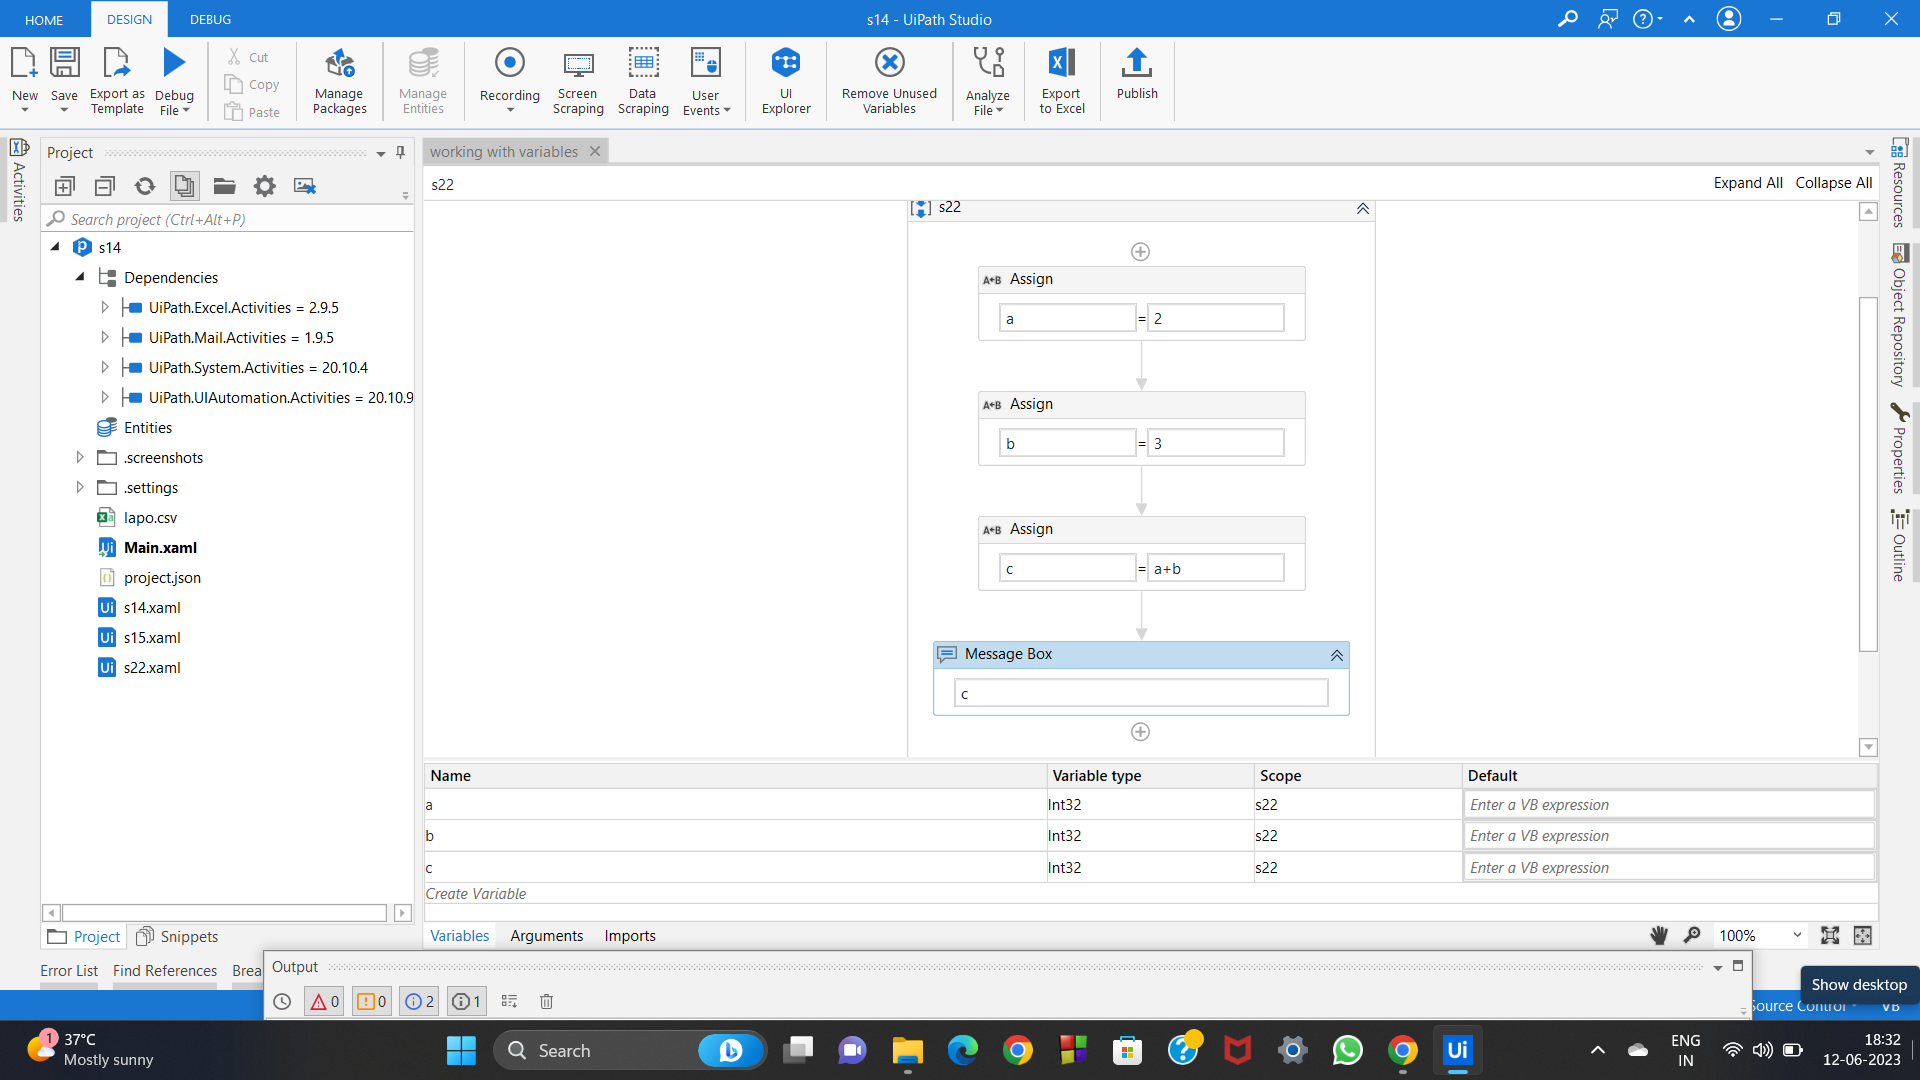 HOME
DESIGN
DEBUG
s14 - UiPath Studio
New
Save
Export as
Template
Debug
File
Cut
Copy
Paste
Manage
Packages
Manage
Entities
Recording
Screen
Scraping
Data
Scraping
User
Events
UI
Explorer
Remove Unused
Variables
Analyze
File
Export
to Excel
Publish
Activities
Project
Search project (Ctrl+Alt+P)
s14
Dependencies
UiPath.Excel.Activities = 2.9.5
UiPath.Mail.Activities = 1.9.5
UiPath.System.Activities = 20.10.4
UiPath.UIAutomation.Activities = 20.10.9
Entities
.screenshots
.settings
Main.xaml
project.json
s14.xaml
s15.xaml
s22.xaml
Project
Snippets
working with variables
s22
Expand All
Collapse All
s22
A+B Assign
a = 2
A+B Assign
b = 3
A+B Assign
c = a+b
Message Box
c
Name Variable type Scope Default
a Int32 s22 Enter a VB expression
b Int32 s22 Enter a VB expression
c Int32 s22 Enter a VB expression
Create Variable
Variables
Arguments
Imports
100%
Resources
Object Repository
Properties
Outline
Error List
Find References
Brea
Output
0
0
2
1
Show desktop
Source Control
VB
1
37°C
Mostly sunny
Search
Ui
ENG
IN
18:32
12-06-2023